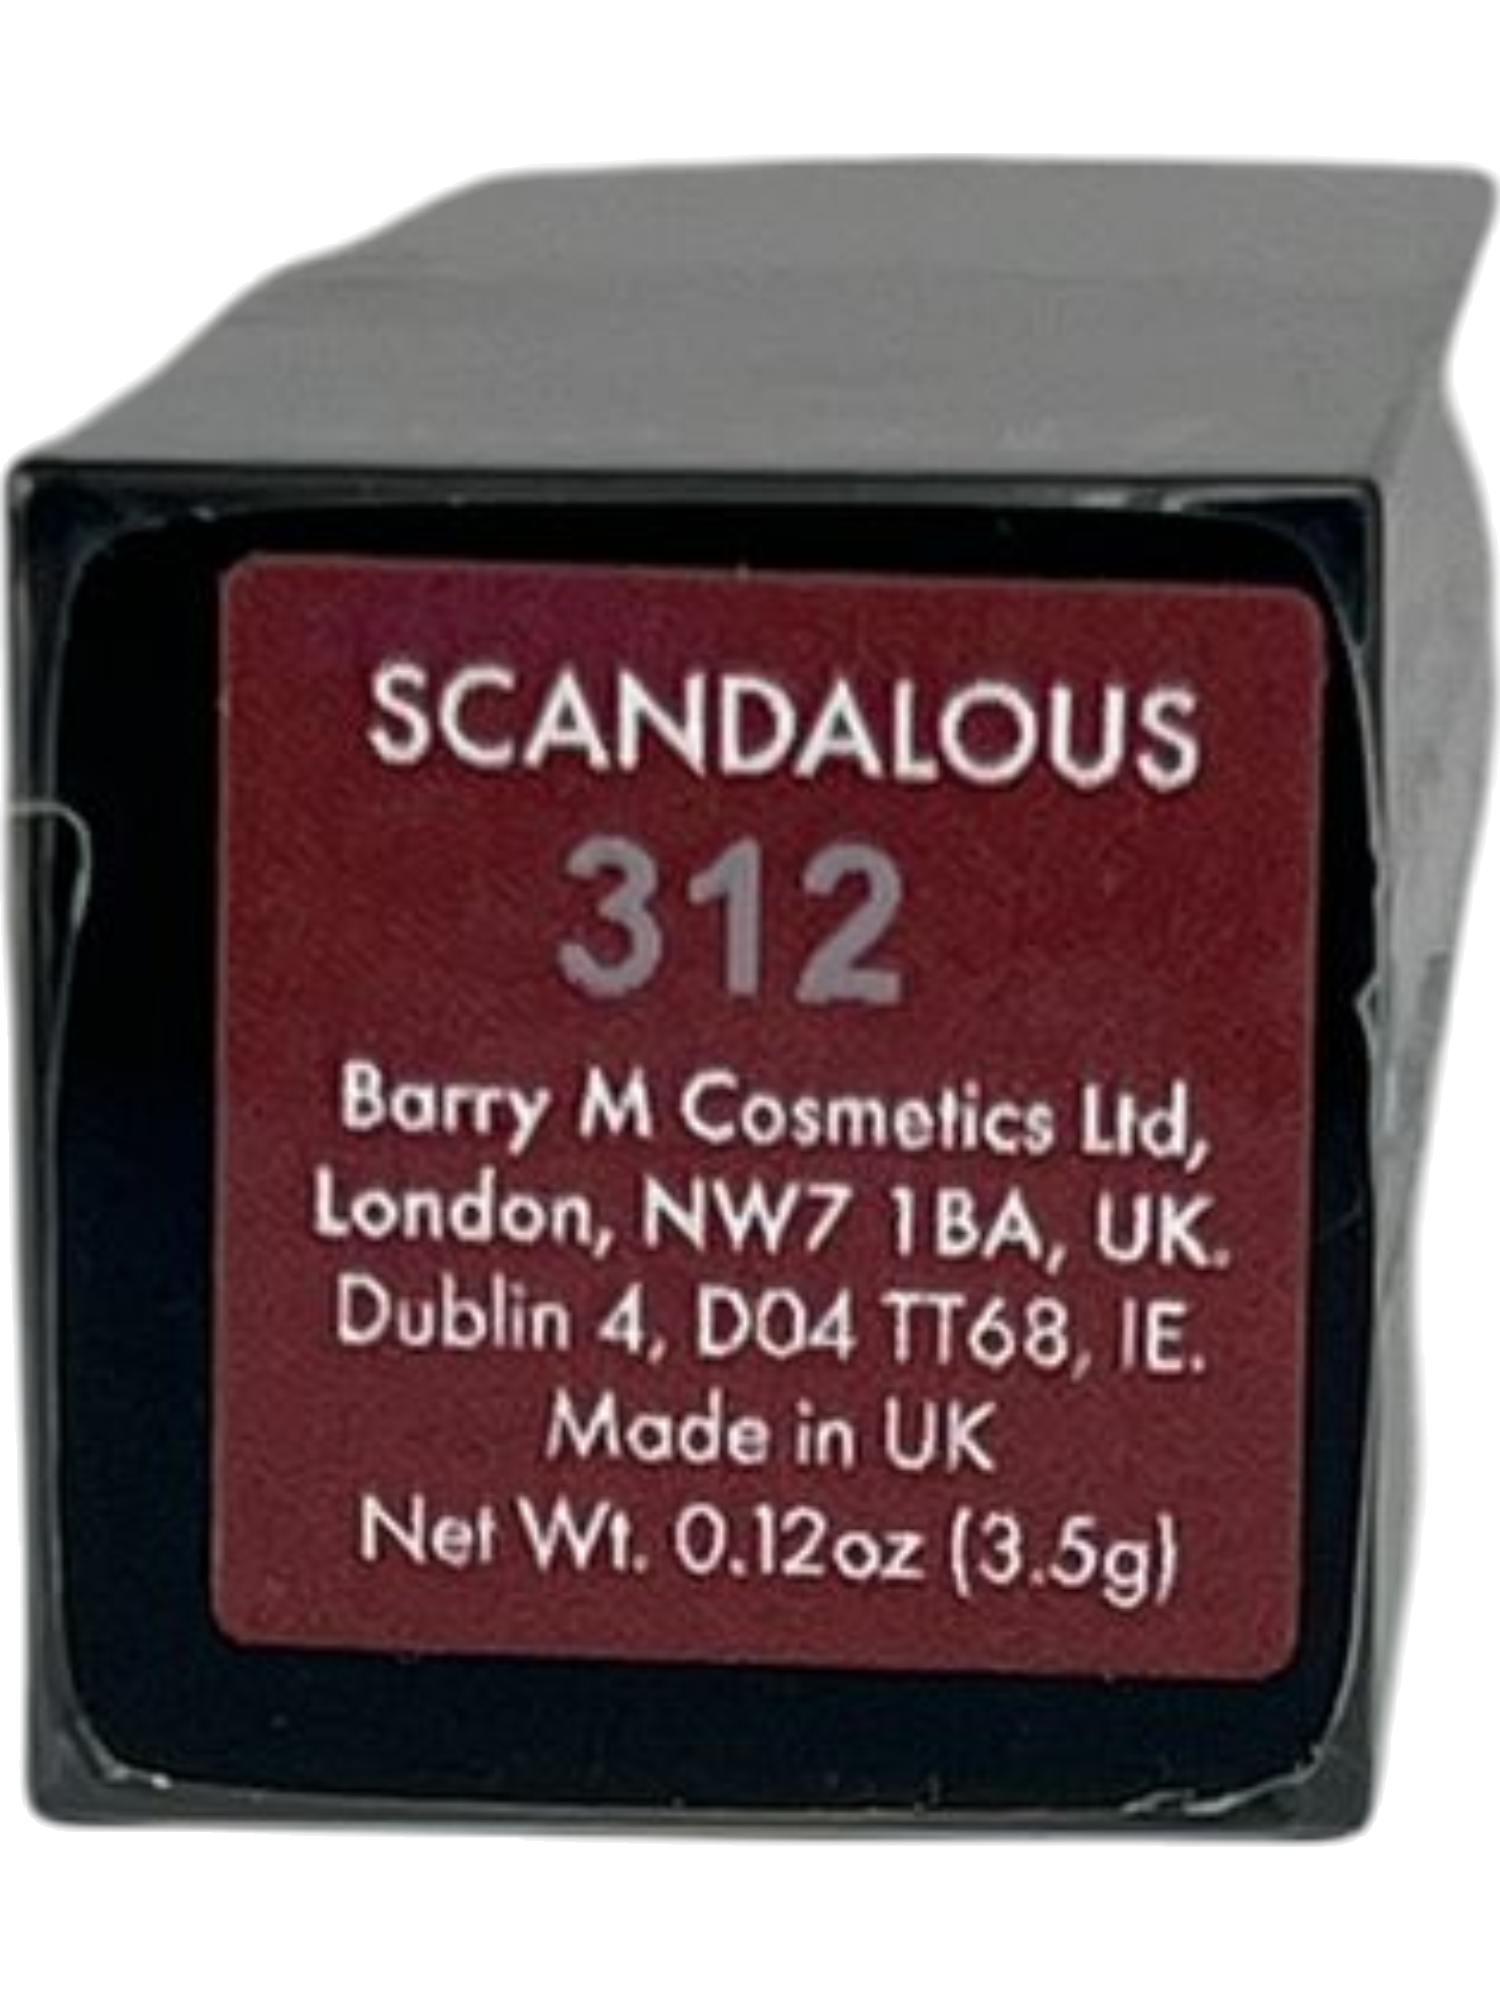 SCANDALOUS
312
Barry M Cosmetics Ltd,
London, NW7 1BA, UK.
Dublin 4, D04 TT68, IE.
Made in UK
Net Wt. 0.12oz (3.5g)